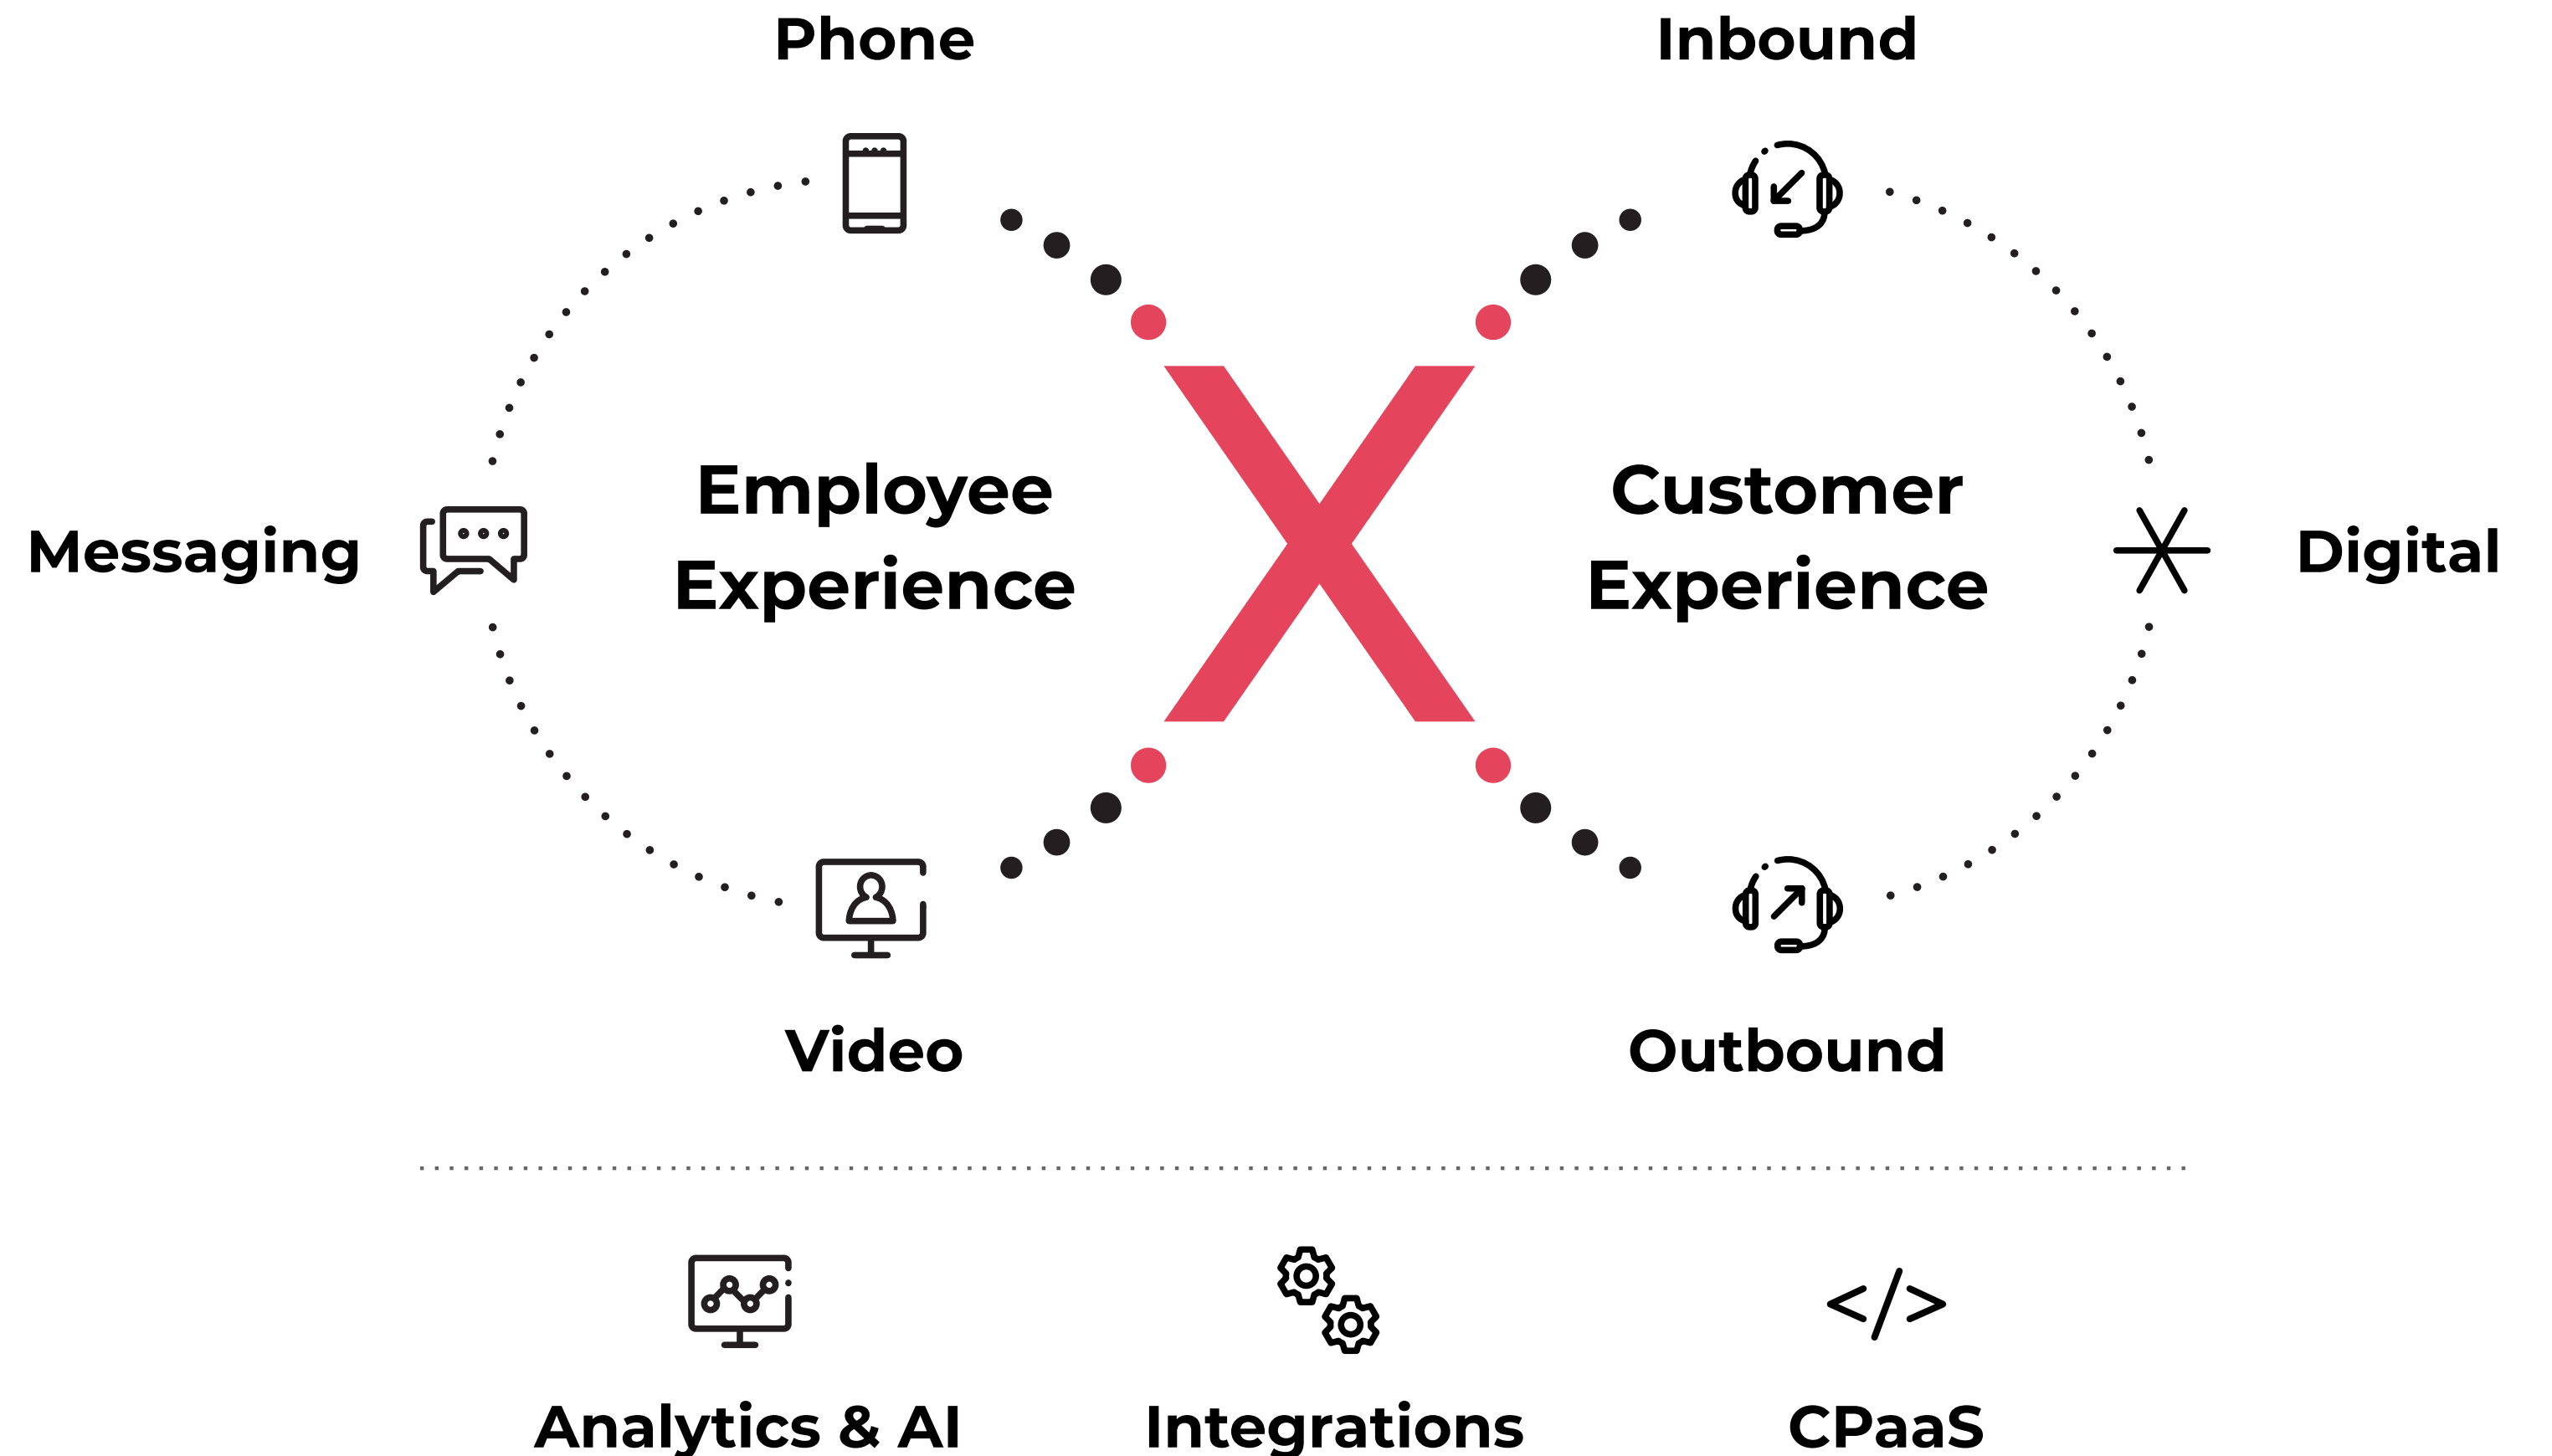 Phone
Inbound
Employee
Experience
X
Customer
Experience
Messaging
Digital
Video
Outbound
Analytics & AI
Integrations
CPaaS